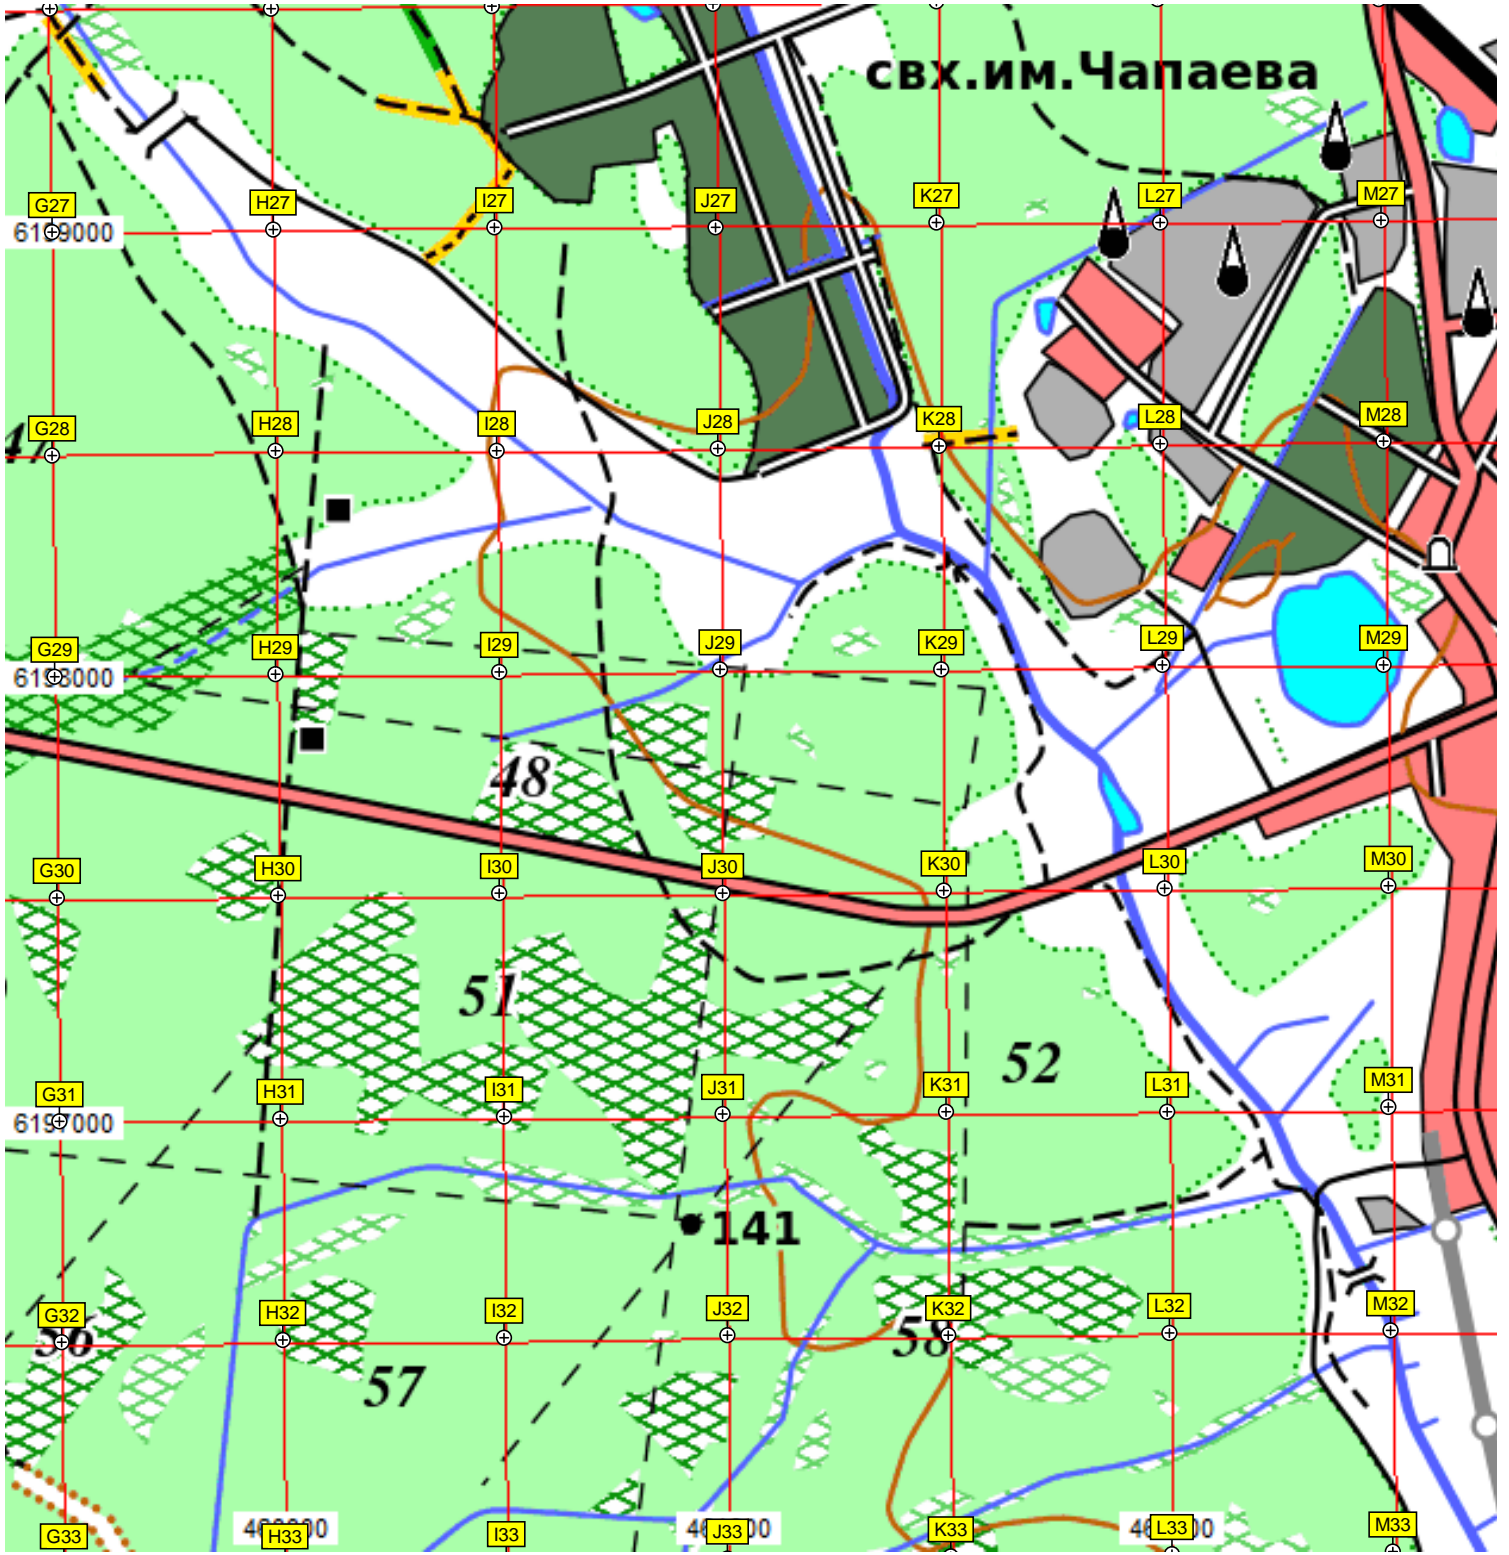 свх.им.Чапаева
G27 H27 I27 J27 K27 L27 M27
G28 H28 I28 J28 K28 L28 M28
G29 H29 I29 J29 K29 L29 M29
48
G30 H30 I30 J30 K30 L30 M30
51
52
G31 H31 I31 J31 K31 L31 M31
141
G32 H32 I32 J32 K32 L32 M32
58
57
G33 H33 I33 J33 K33 L33 M33